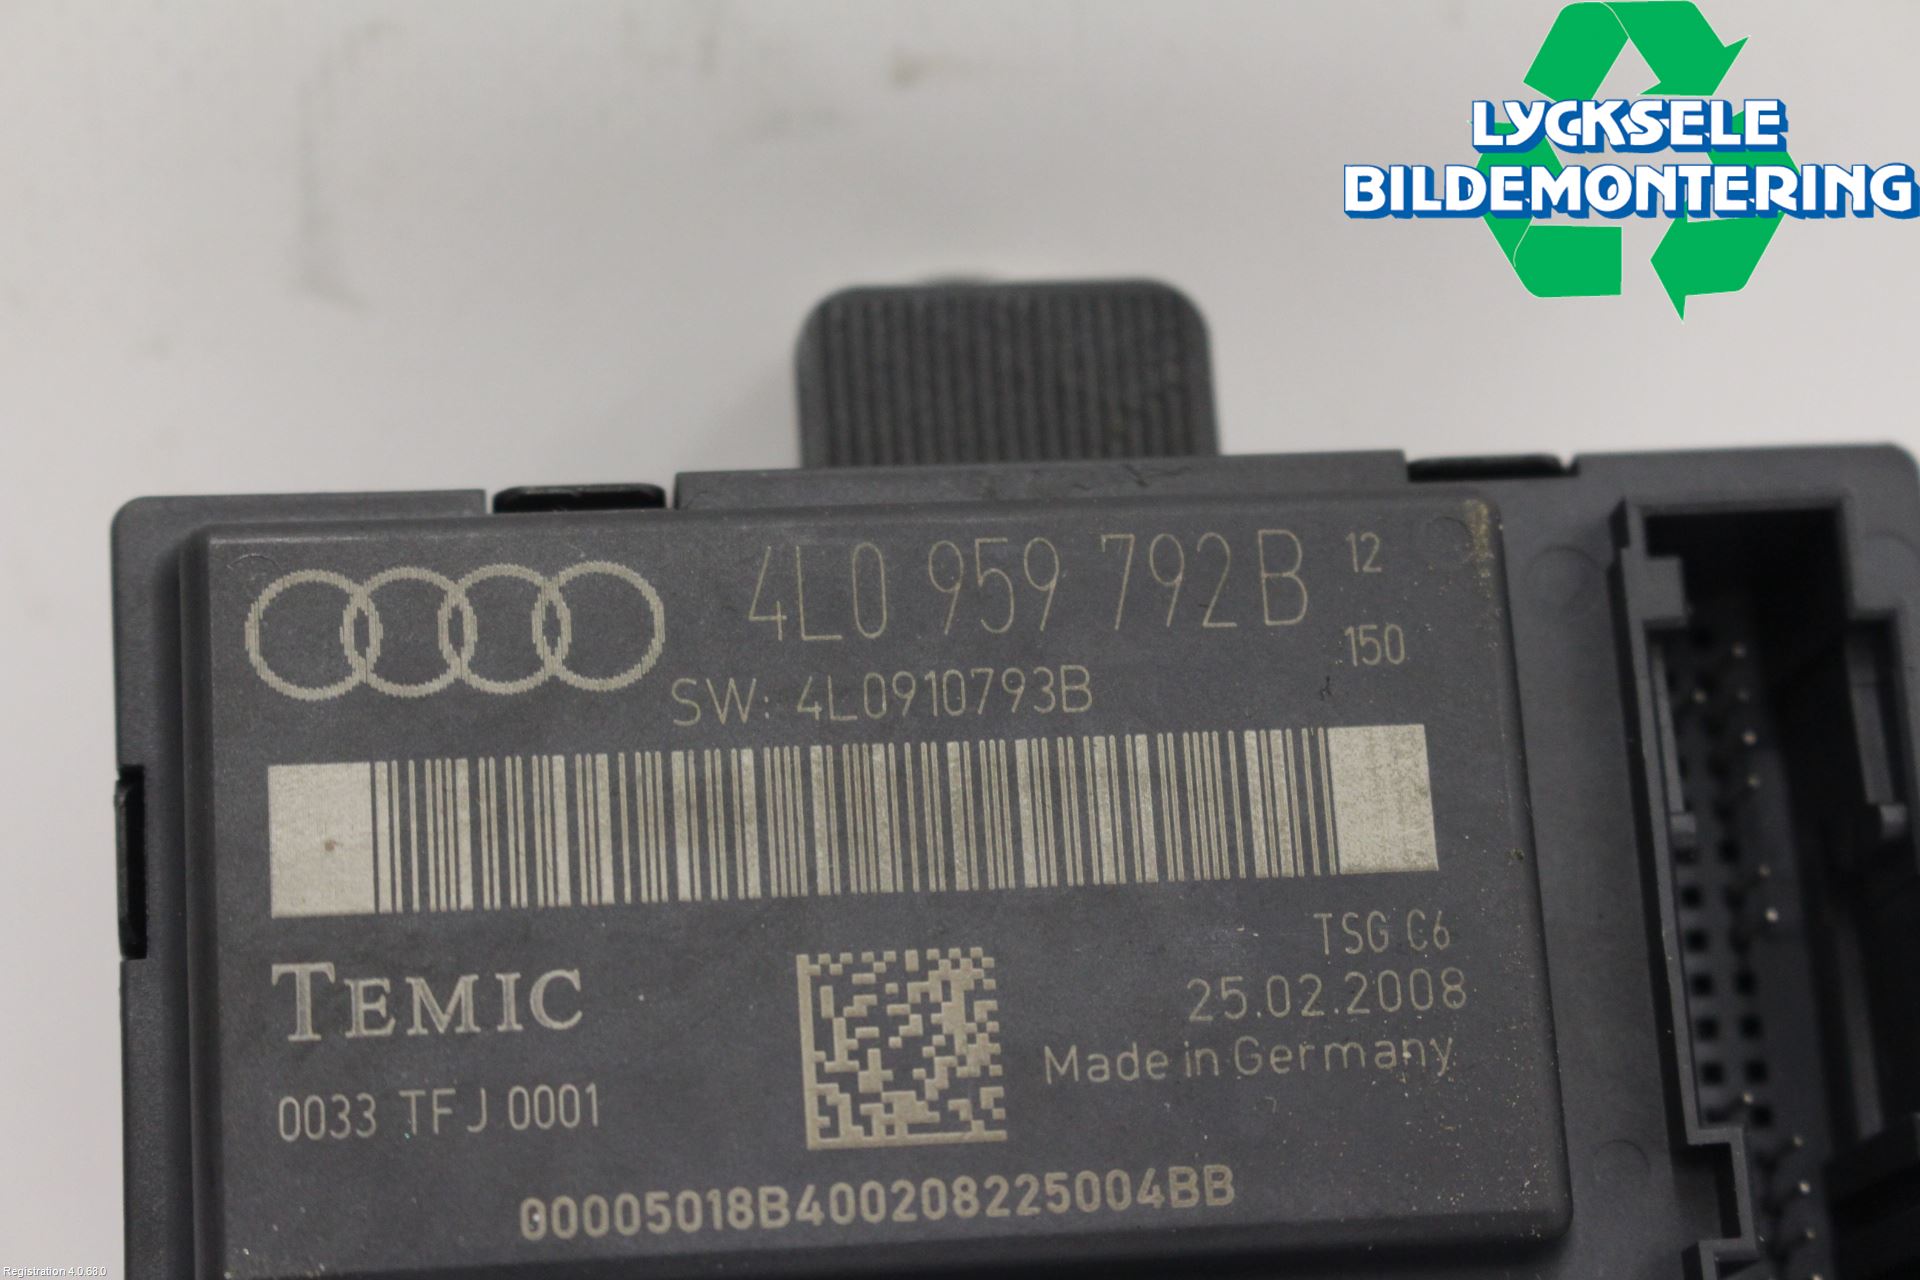 LYCKSELE
BILDEMONTERING
4L0 959 792B 12
150
SW: 4L0910793B
TSG C6
TEMIC
25.02.2008
Made in Germany
0033 TFJ 0001
00005018B400208225004BB
Registration 4.0.68.0